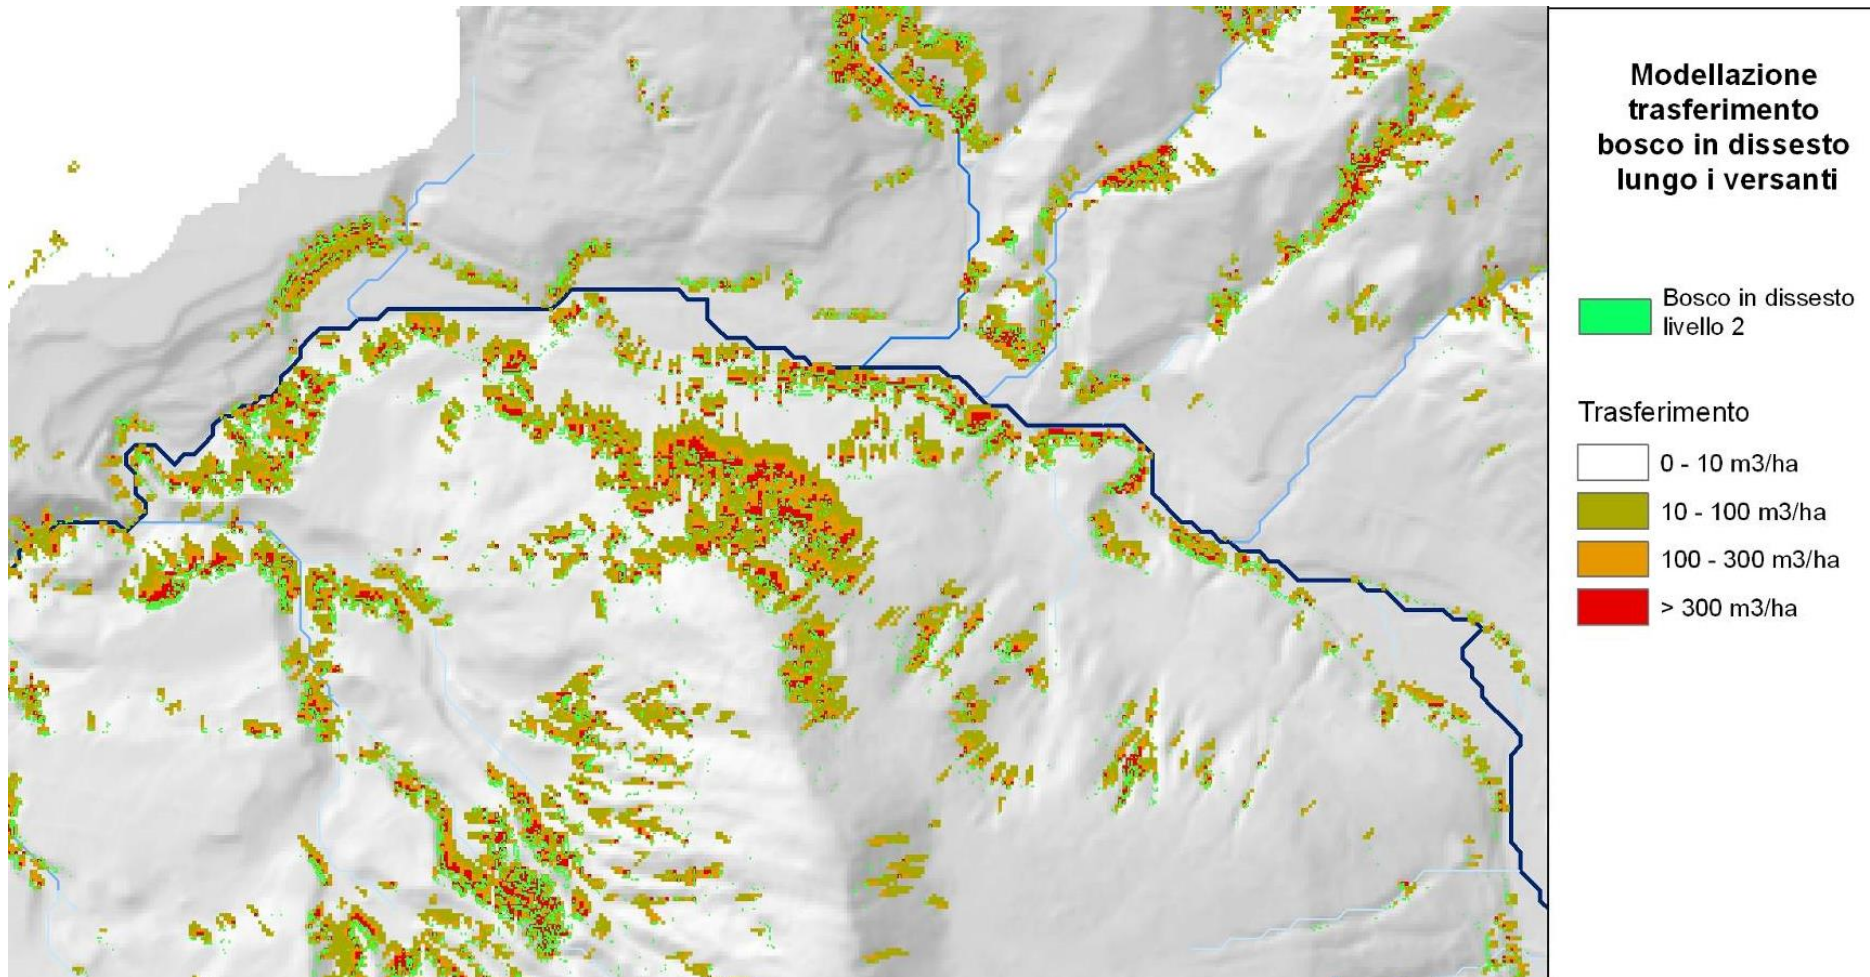 Modellazione
trasferimento
bosco in dissesto
lungo i versanti
Bosco in dissesto
livello 2
Trasferimento
0 - 10 m3/ha
10 - 100 m3/ha
100 - 300 m3/ha
> 300 m3/ha